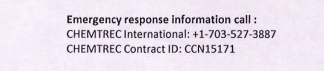 Emergency response information call :
CHEMTREC International: +1-703-527-3887
CHEMTREC Contract ID: CCN15171